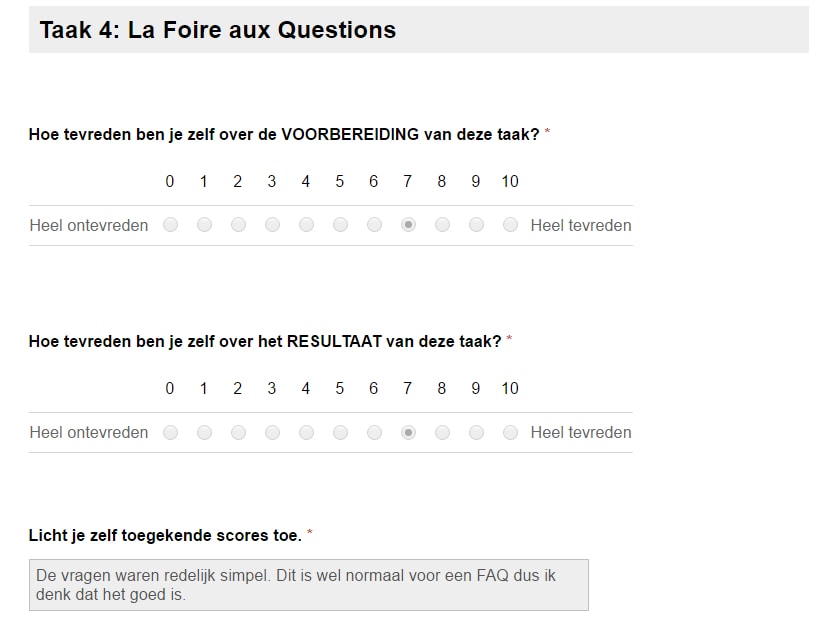 Taak 4: La Foire aux Questions
Hoe tevreden ben je zelf over de VOORBEREIDING van deze taak? *
0 1 2 3 4 5 6 7 8 9 10
Heel ontevreden Heel tevreden
Hoe tevreden ben je zelf over het RESULTAAT van deze taak? *
0 1 2 3 4 5 6 7 8 9 10
Heel ontevreden Heel tevreden
Licht je zelf toegekende scores toe. *
De vragen waren redelijk simpel. Dit is wel normaal voor een FAQ dus ik
denk dat het goed is.